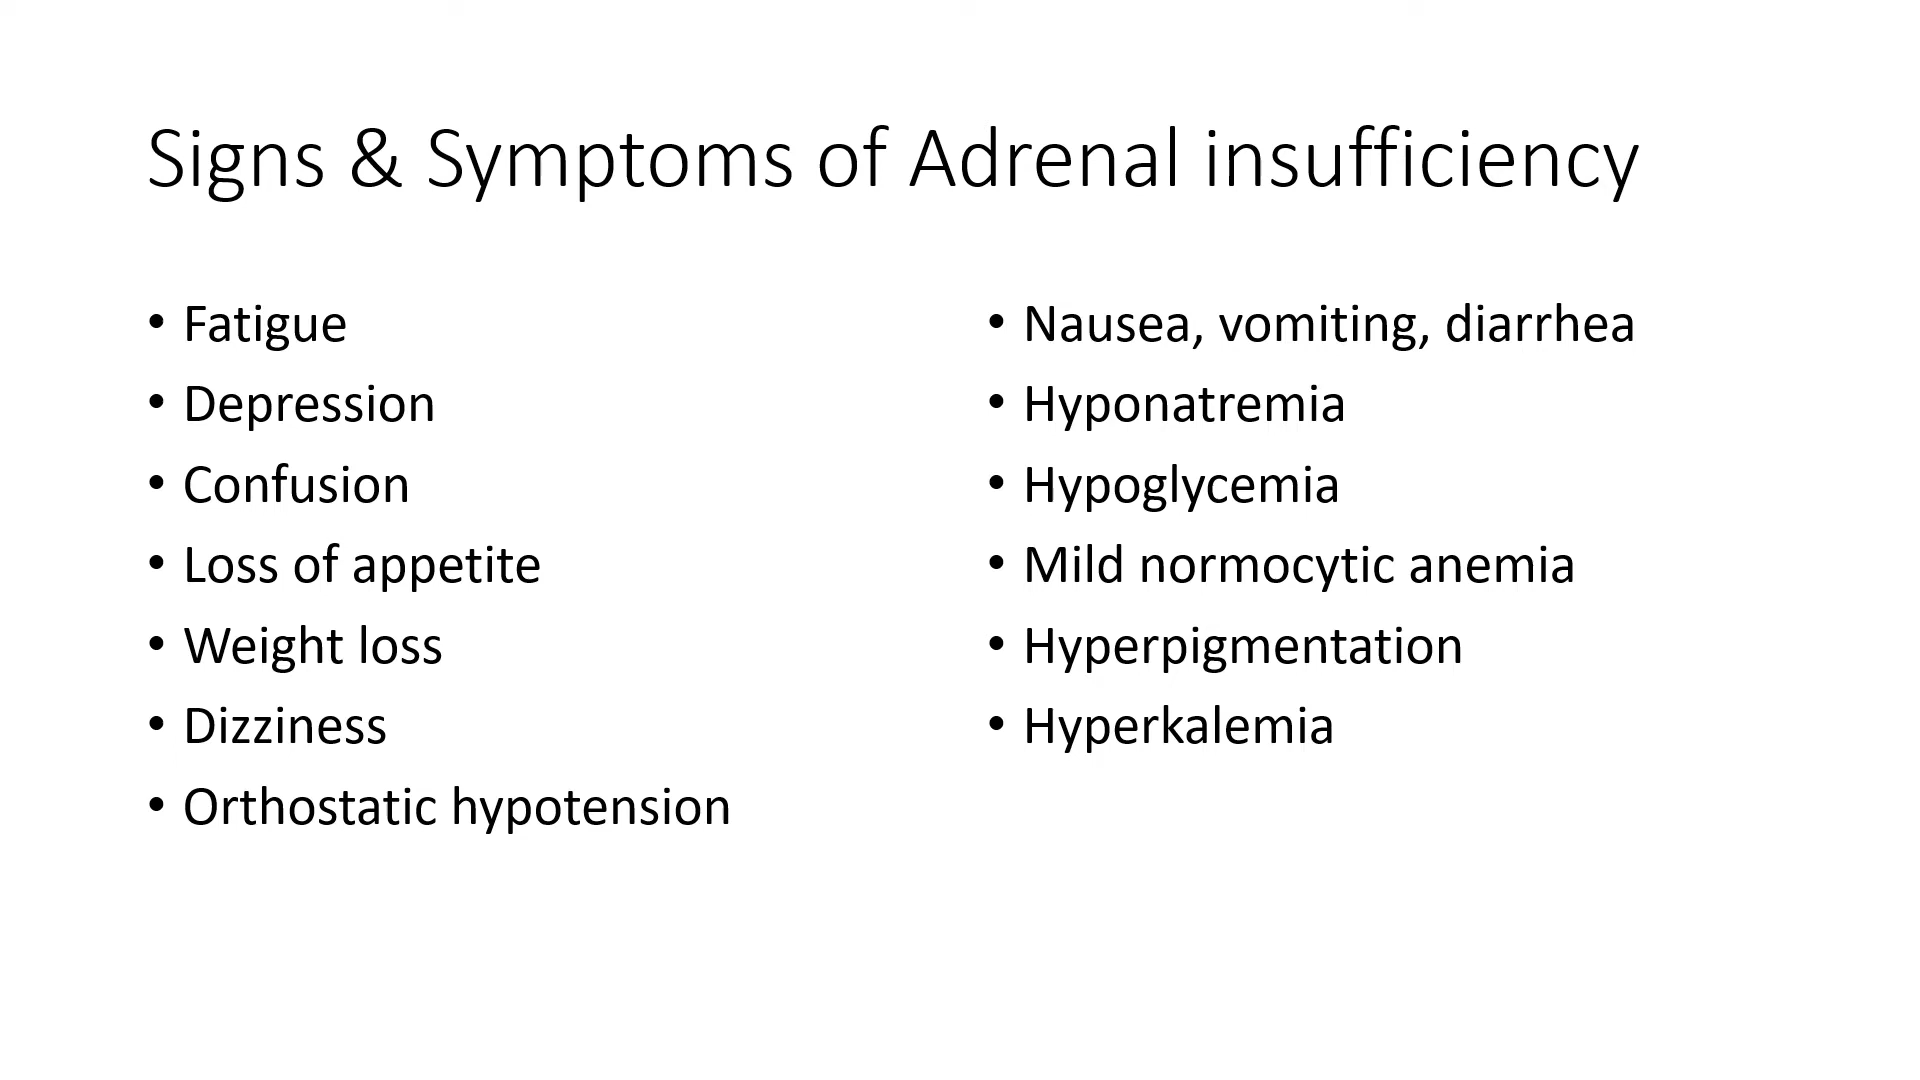 Signs & Symptoms of Adrenal insufficiency
• Fatigue
• Depression
• Confusion
• Loss of appetite
• Weight loss
• Dizziness
• Orthostatic hypotension
• Nausea, vomiting, diarrhea
• Hyponatremia
• Hypoglycemia
• Mild normocytic anemia
• Hyperpigmentation
• Hyperkalemia